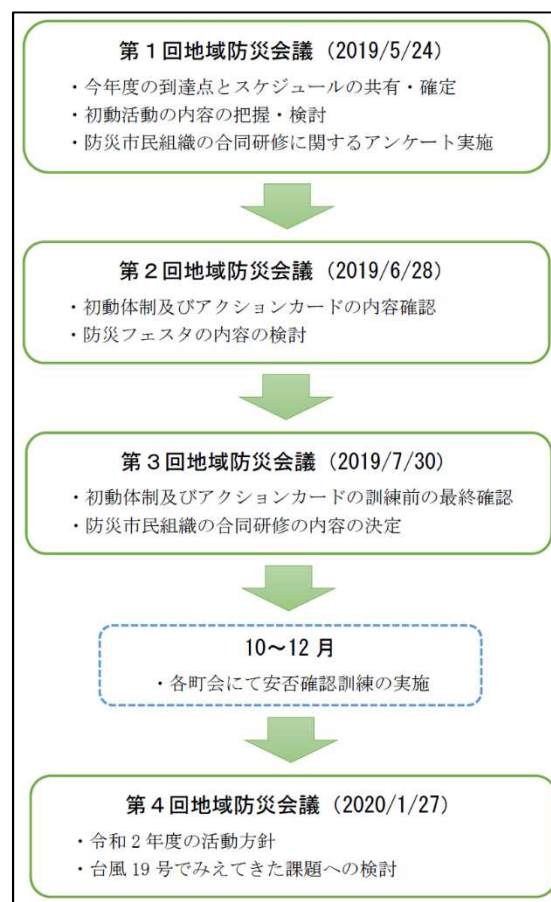 第1回地域防災会議（2019/5/24）
・今年度の到達点とスケジュールの共有・確定
・初動活動の内容の把握・検討
・防災市民組織の合同研修に関するアンケート実施
第2回地域防災会議（2019/6/28）
・初動体制及びアクションカードの内容確認
・防災フェスタの内容の検討
第3回地域防災会議（2019/7/30）
・初動体制及びアクションカードの訓練前の最終確認
・防災市民組織の合同研修の内容の決定
10～12月
・各町会にて安否確認訓練の実施
第4回地域防災会議（2020/1/27）
・令和2年度の活動方針
・台風19号でみえてきた課題への検討